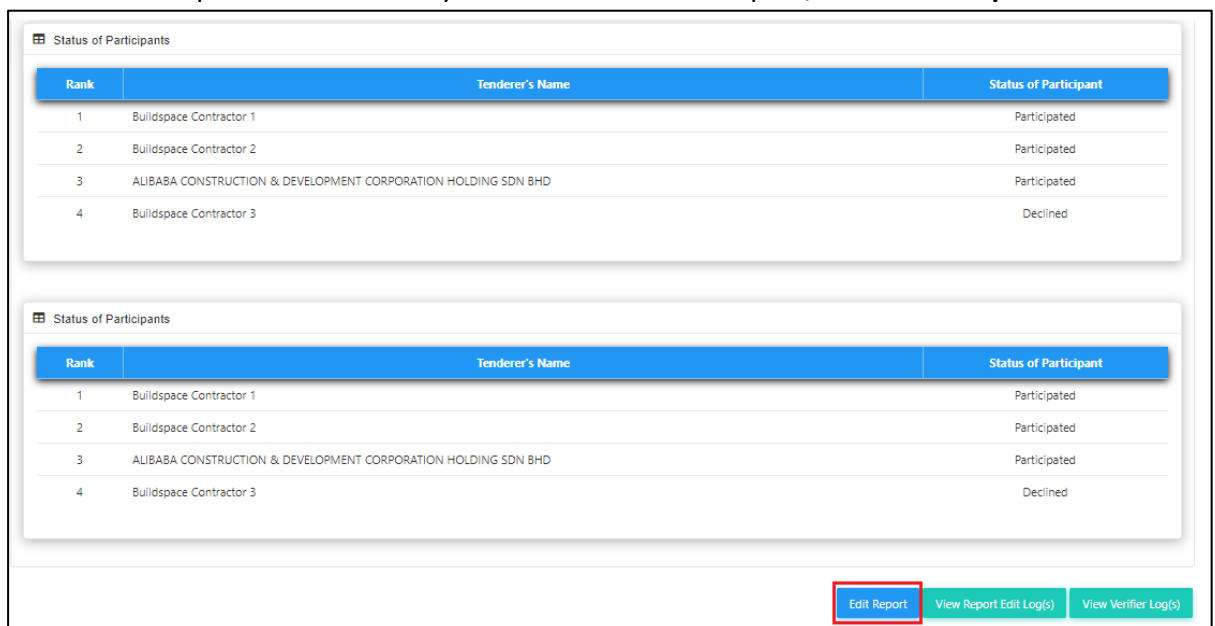 Status of Participants
Rank Tenderer's Name Status of Participant
1 Buildspace Contractor 1 Participated
2 Buildspace Contractor 2 Participated
3 ALIBABA CONSTRUCTION & DEVELOPMENT CORPORATION HOLDING SDN BHD Participated
4 Buildspace Contractor 3 Declined
Status of Participants
Rank Tenderer's Name Status of Participant
1 Buildspace Contractor 1 Participated
2 Buildspace Contractor 2 Participated
3 ALIBABA CONSTRUCTION & DEVELOPMENT CORPORATION HOLDING SDN BHD Participated
4 Buildspace Contractor 3 Declined
Edit Report View Report Edit Log(s) View Verifier Log(s)